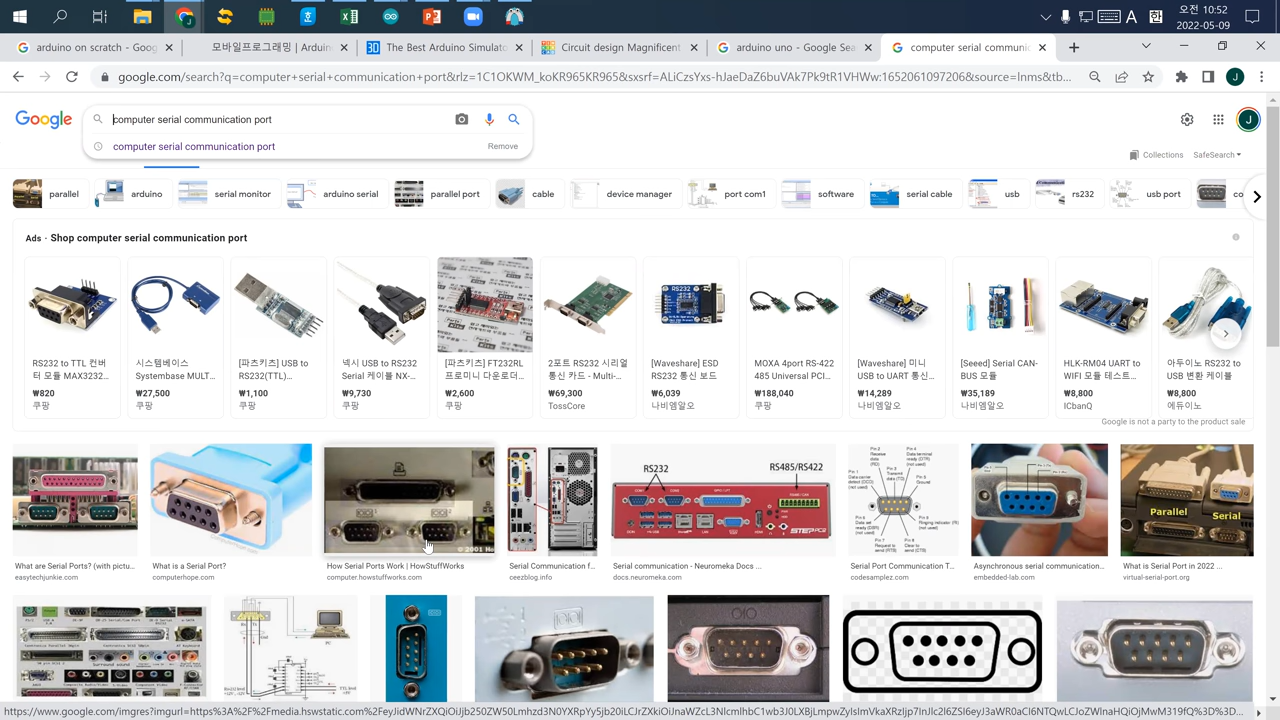 오전 10:52
2022-05-09
A
arduino on scratch - Goog
모바일프로그래밍 | Arduin
The Best Arduino Simulato
Circuit design Magnificent
arduino uno - Google Sea
computer serial communic
google.com/search?q=computer+serial+communication+port&rlz=1C1OKWM_koKR965KR965&sxsrf=ALiCzsYxs-hJaeDaZ6buVAk7Pk9tR1VHWw:1652061097206&source=lnms&tb...
J
Google
computer serial communication port
J
computer serial communication port
Remove
Collections
SafeSearch
parallel
arduino
serial monitor
arduino serial
parallel port
cable
device manager
port com1
software
serial cable
usb
rs232
usb port
Ads · Shop computer serial communication port
RS232 to TTL 컨버터 모듈 MAX3232...
₩820
쿠팡
시스템베이스 Systembase MULT...
₩27,500
쿠팡
[파즈키즈] USB to RS232(TTL)...
₩1,100
쿠팡
넥시 USB to RS232 Serial 케이블 NX-...
₩9,730
쿠팡
[파즈키즈] FT232RL 프로미니 다운로더...
₩2,600
쿠팡
2포트 RS232 시리얼 통신 카드 - Multi-...
₩69,300
TossCore
[Waveshare] ESD RS232 통신 보드
₩6,039
나비엠알오
MOXA 4port RS-422 485 Universal PCI...
₩188,040
쿠팡
[Waveshare] 미니 USB to UART 통신...
₩14,289
나비엠알오
[Seeed] Serial CAN-BUS 모듈
₩35,189
나비엠알오
HLK-RM04 UART to WIFI 모듈 테스트...
₩8,800
ICbanQ
아두이노 RS232 to USB 변환 케이블
₩8,800
에듀이노
Google is not a party to the product sale
RS232
RS485/RS422
Parallel
Serial
What are Serial Ports? (with pictu...
easytechjunkie.com
What is a Serial Port?
computerhope.com
How Serial Ports Work | HowStuffWorks
computer.howstuffworks.com
Serial Communication f...
ceezblog.info
Serial communication - Neuromeka Docs ...
docs.neuromeka.com
Serial Port Communication T...
codesamplez.com
Asynchronous serial communication...
embedded-lab.com
What is Serial Port in 2022 ...
virtual-serial-port.org